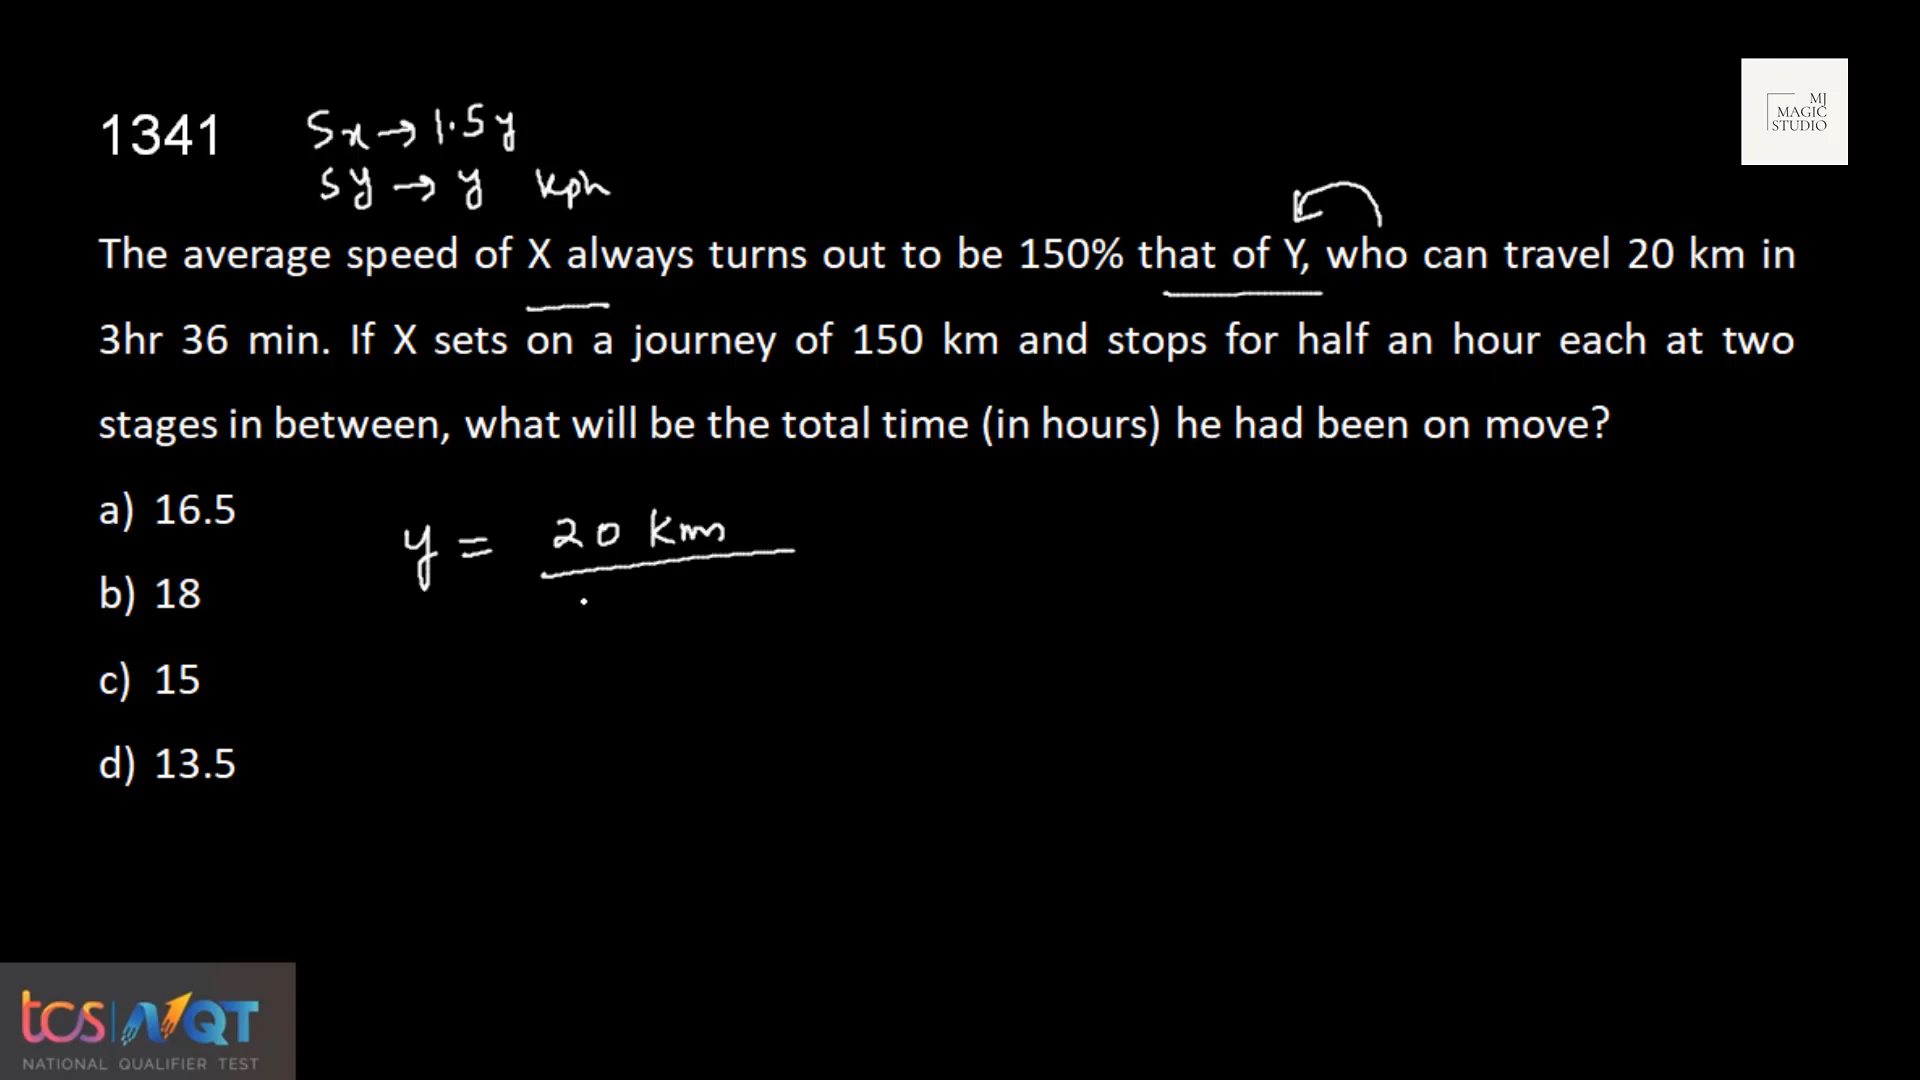 1341
Sx → 1.5y
Sy → y kph
MJ
MAGIC
STUDIO
The average speed of X always turns out to be 150% that of Y, who can travel 20 km in
3hr 36 min. If X sets on a journey of 150 km and stops for half an hour each at two
stages in between, what will be the total time (in hours) he had been on move?
a) 16.5
b) 18
c) 15
d) 13.5
y = 20 km
tcs NQT
NATIONAL QUALIFIER TEST